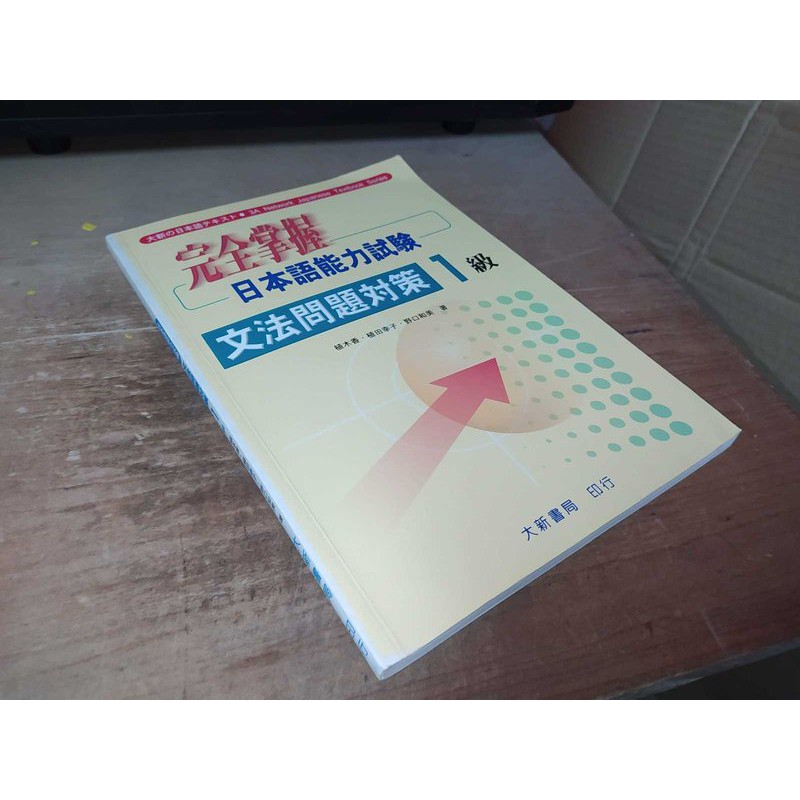 大新の日本語テキスト● 3A Network Japanese Textbook Series
完全掌握
日本語能力試験
文法問題対策 1級
植木香・植田幸子・野口和美 著
大新書局 印行